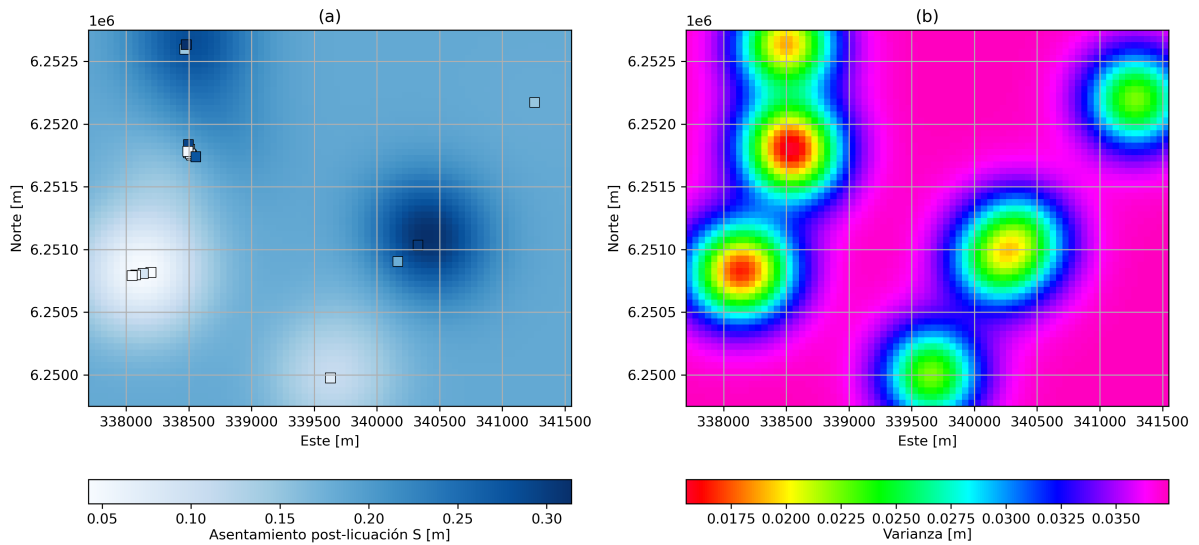 (a)
1e6
6.2525
6.2520
6.2515
6.2510
6.2505
6.2500
Norte [m]
338000 338500 339000 339500 340000 340500 341000 341500
Este [m]
0.05 0.10 0.15 0.20 0.25 0.30
Asentamiento post-licuación S [m]
(b)
1e6
6.2525
6.2520
6.2515
6.2510
6.2505
6.2500
Norte [m]
338000 338500 339000 339500 340000 340500 341000 341500
Este [m]
0.0175 0.0200 0.0225 0.0250 0.0275 0.0300 0.0325 0.0350
Varianza [m]